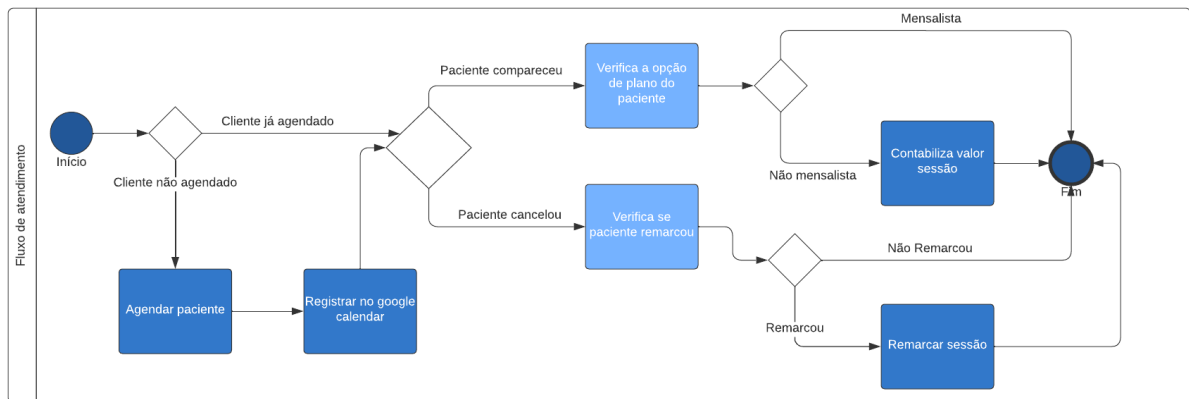 Fluxo de atendimento
Início
Cliente já agendado
Cliente não agendado
Agendar paciente
Registrar no google
calendar
Paciente compareceu
Paciente cancelou
Verifica a opção
de plano do
paciente
Verifica se
paciente remarcou
Mensalista
Não mensalista
Contabiliza valor
sessão
Não Remarcou
Remarcou
Remarcar sessão
Fim